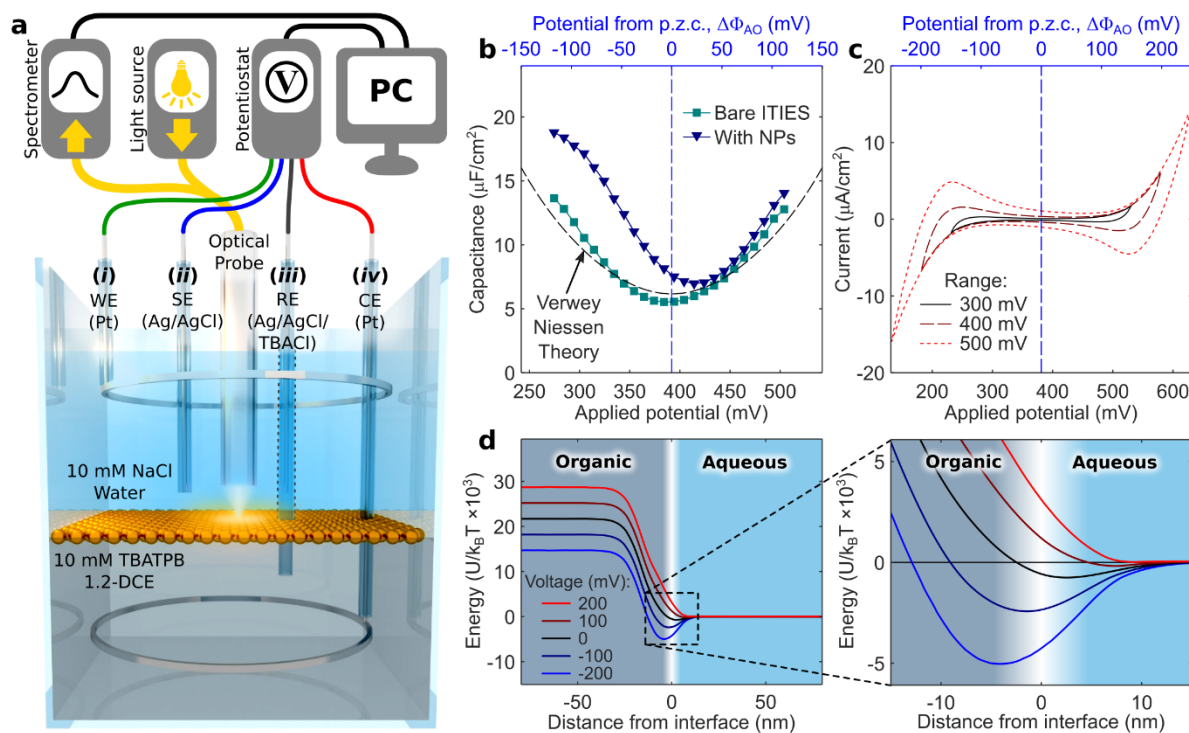 a
Spectrometer
Light source
Potentiostat
V
PC
Optical
Probe
(i)
WE
(Pt)
(ii)
SE
(Ag/AgCl)
(iii)
RE
(Ag/AgCl/
TBACl)
(iv)
CE
(Pt)
10 mM NaCl
Water
10 mM TBATPB
1.2-DCE
b
Potential from p.z.c., ΔΦAO (mV)
-150 -100 -50 0 50 100 150
Capacitance (μF/cm²)
20
15
10
5
0
Bare ITIES
With NPs
Verwey
Niessen
Theory
250 300 350 400 450 500
Applied potential (mV)
c
Potential from p.z.c., ΔΦAO (mV)
-200 -100 0 100 200
Current (μA/cm²)
20
10
0
-10
-20
Range:
300 mV
400 mV
500 mV
200 300 400 500 600
Applied potential (mV)
d
Organic
Aqueous
Energy (U/kBT ×10³)
30
20
10
0
-10
Voltage (mV):
200
100
0
-100
-200
-50 0 50
Distance from interface (nm)
Organic
Aqueous
Energy (U/kBT ×10³)
5
0
-5
-10 0 10
Distance from interface (nm)